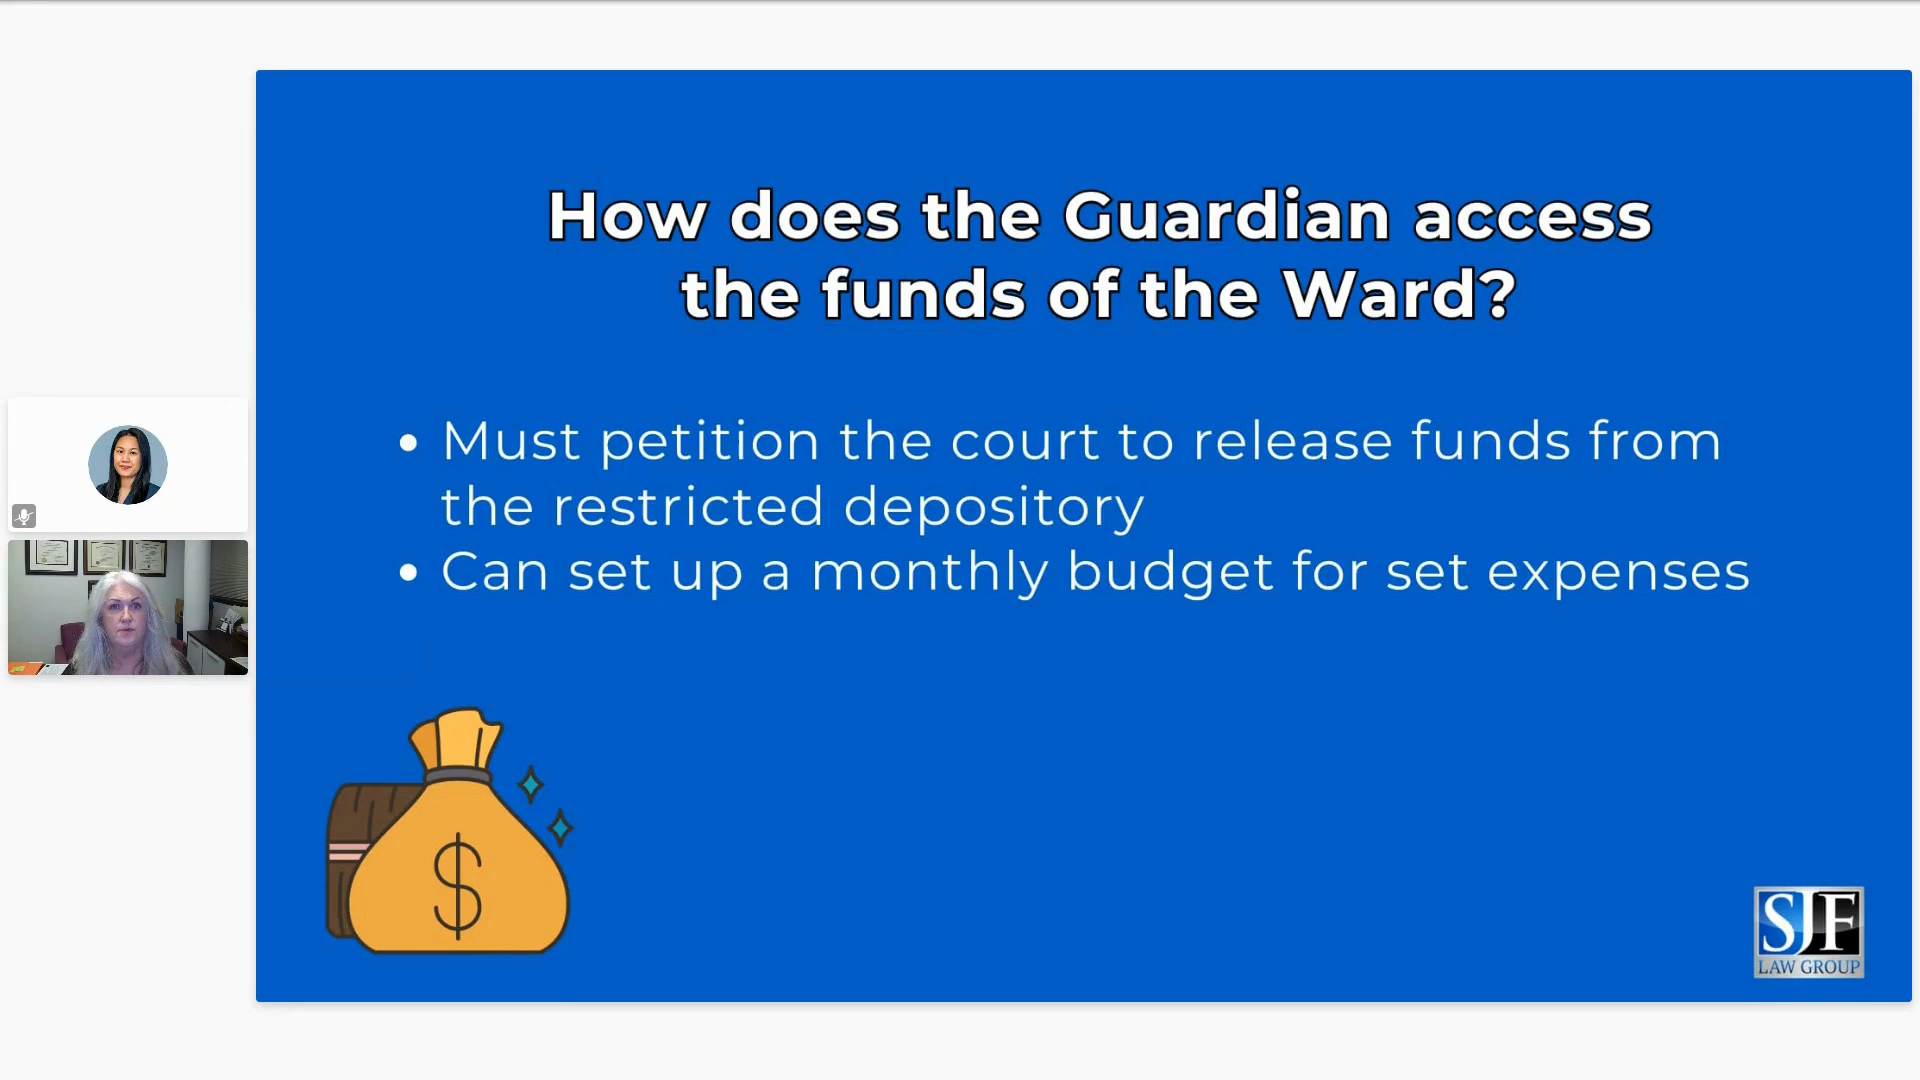 How does the Guardian access
the funds of the Ward?
• Must petition the court to release funds from
the restricted depository
• Can set up a monthly budget for set expenses
$
SJF
LAW GROUP